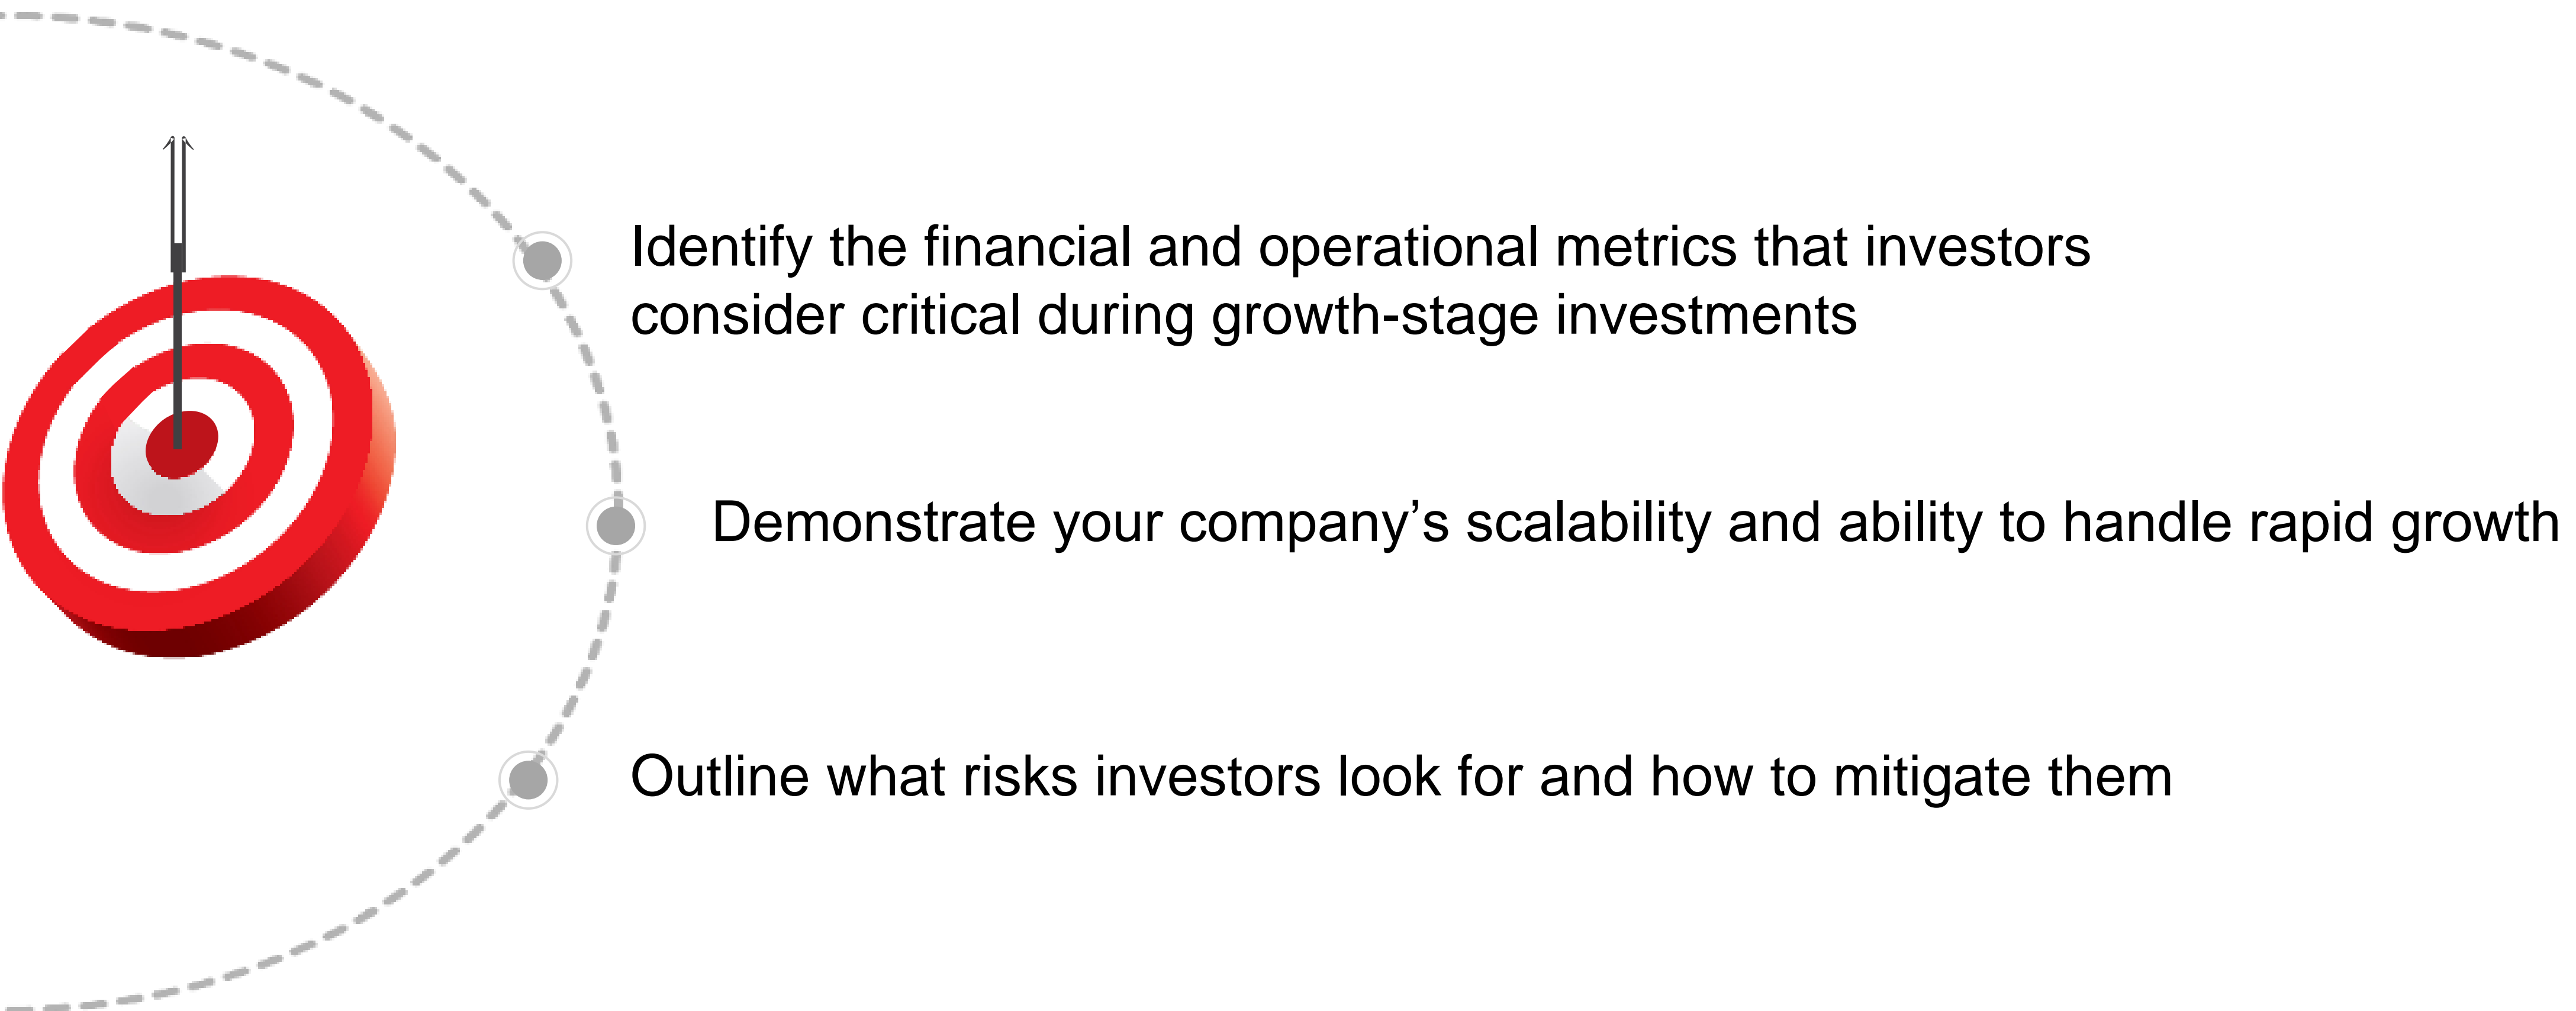 Identify the financial and operational metrics that investors
consider critical during growth-stage investments
Demonstrate your company’s scalability and ability to handle rapid growth
Outline what risks investors look for and how to mitigate them